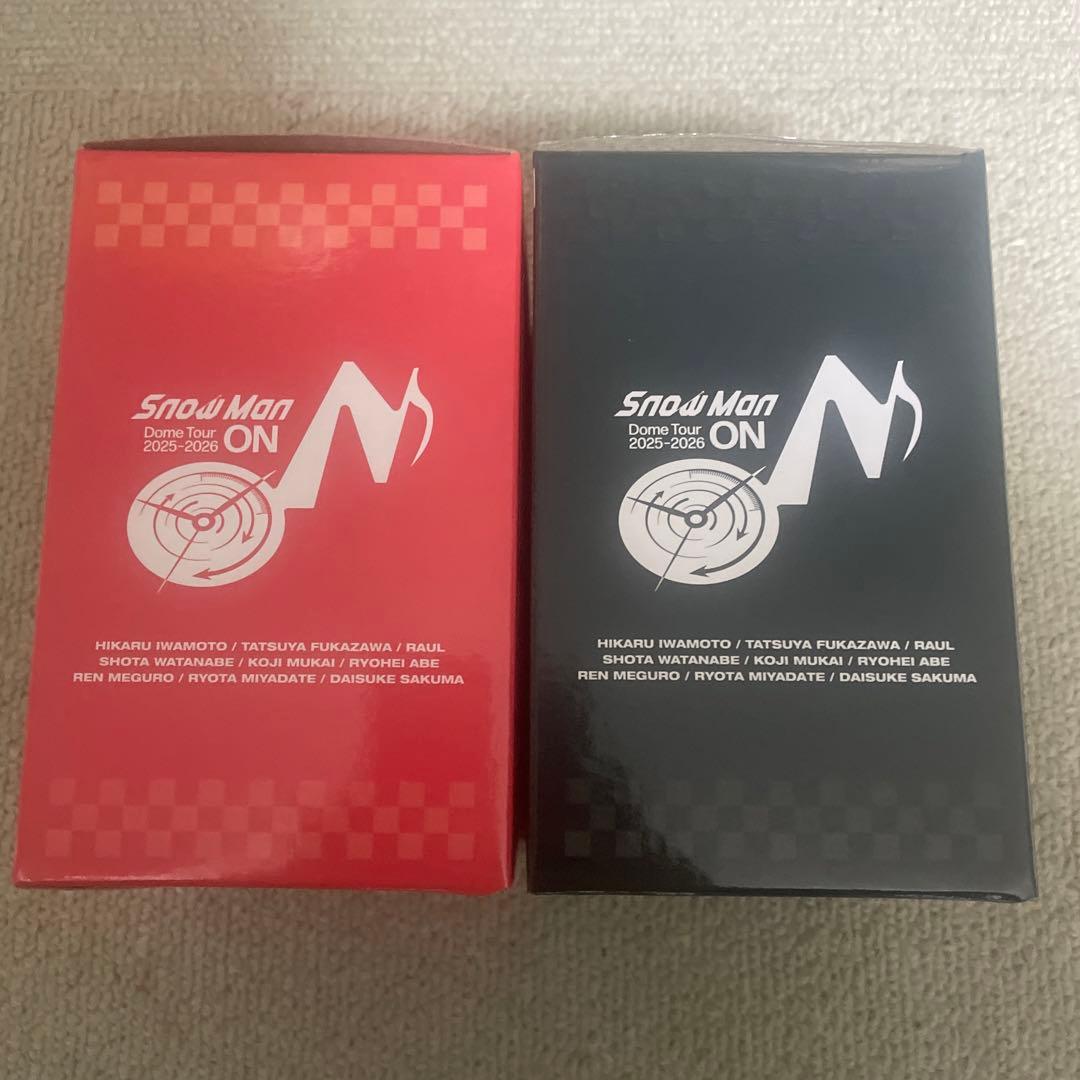 Snow Man
Dome Tour
2025-2026 ON
HIKARU IWAMOTO / TATSUYA FUKAZAWA / RAUL
SHOTA WATANABE / KOJI MUKAI / RYOHEI ABE
REN MEGURO / RYOTA MIYADATE / DAISUKE SAKUMA
Snow Man
Dome Tour
2025-2026 ON
HIKARU IWAMOTO / TATSUYA FUKAZAWA / RAUL
SHOTA WATANABE / KOJI MUKAI / RYOHEI ABE
REN MEGURO / RYOTA MIYADATE / DAISUKE SAKUMA